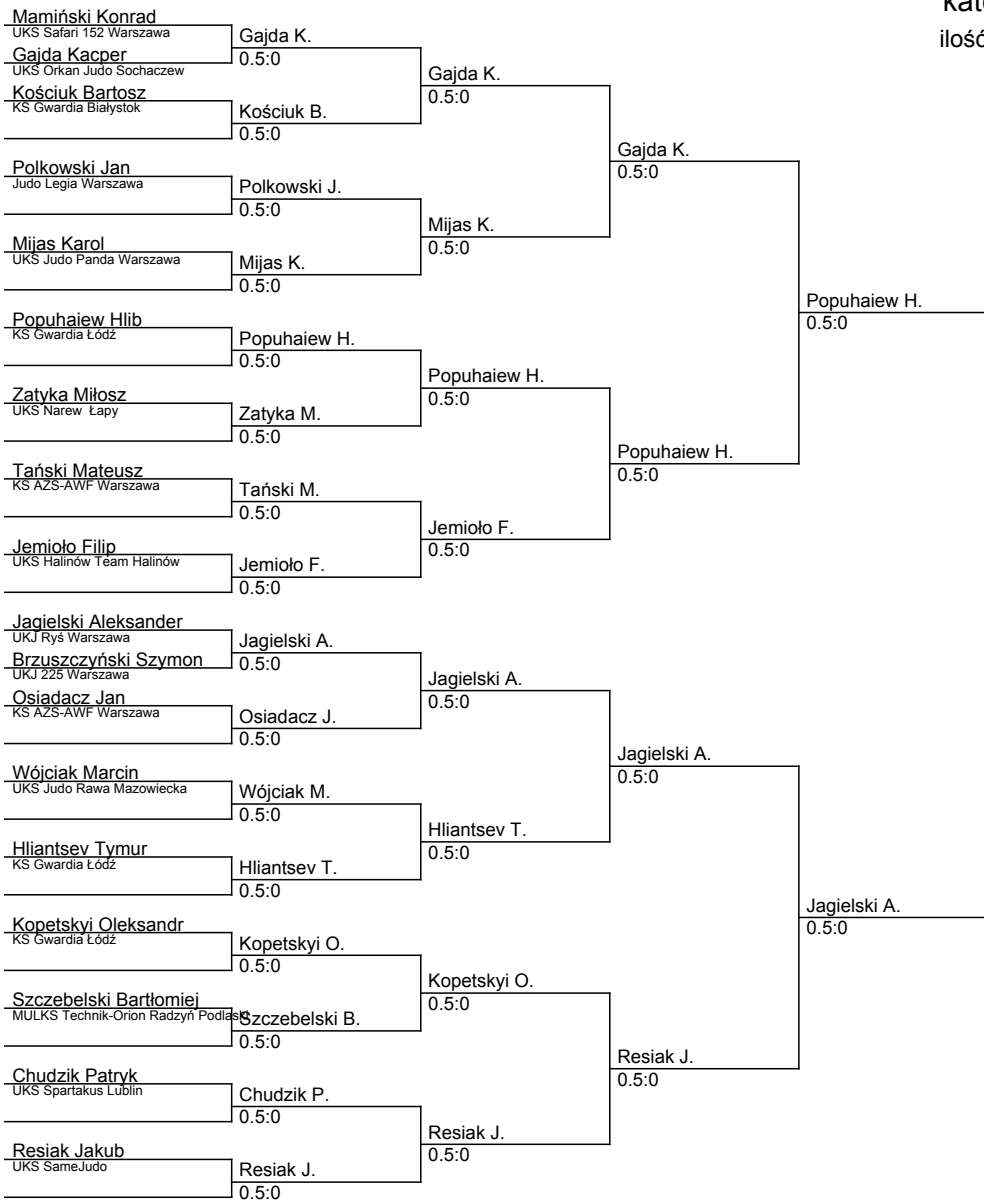 kat
ilość
Mamiński Konrad
UKS Safari 152 Warszawa
Gajda Kacper
UKS Orkan Judo Sochaczew
Kościuk Bartosz
KS Gwardia Białystok
Polkowski Jan
Judo Legia Warszawa
Mijas Karol
UKS Judo Panda Warszawa
Popuhaiew Hlib
KS Gwardia Łódź
Zatyka Miłosz
UKS Narew Łapy
Tański Mateusz
KS AZS-AWF Warszawa
Jemioło Filip
UKS Halinów Team Halinów
Jagielski Aleksander
UKJ Ryś Warszawa
Brzuszczyński Szymon
UKJ 225 Warszawa
Osiadacz Jan
KS AZS-AWF Warszawa
Wójciak Marcin
UKS Judo Rawa Mazowiecka
Hliantsev Tymur
KS Gwardia Łódź
Kopetskyi Oleksandr
KS Gwardia Łódź
Szczebelski Bartłomiej
MULKS Technik-Orion Radzyń Podlaski
Chudzik Patryk
UKS Spartakus Lublin
Resiak Jakub
UKS SameJudo
Gajda K.
0.5:0
Kościuk B.
0.5:0
Polkowski J.
0.5:0
Mijas K.
0.5:0
Popuhaiew H.
0.5:0
Zatyka M.
0.5:0
Tański M.
0.5:0
Jemioło F.
0.5:0
Jagielski A.
0.5:0
Osiadacz J.
0.5:0
Wójciak M.
0.5:0
Hliantsev T.
0.5:0
Kopetskyi O.
0.5:0
Szczebelski B.
0.5:0
Chudzik P.
0.5:0
Resiak J.
0.5:0
Gajda K.
0.5:0
Mijas K.
0.5:0
Popuhaiew H.
0.5:0
Jemioło F.
0.5:0
Jagielski A.
0.5:0
Hliantsev T.
0.5:0
Kopetskyi O.
0.5:0
Resiak J.
0.5:0
Gajda K.
0.5:0
Popuhaiew H.
0.5:0
Jagielski A.
0.5:0
Resiak J.
0.5:0
Popuhaiew H.
0.5:0
Jagielski A.
0.5:0